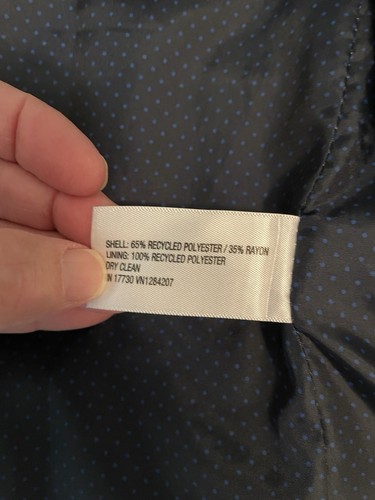 SHELL: 65% RECYCLED POLYESTER / 35% RAYON
LINING: 100% RECYCLED POLYESTER
DRY CLEAN
17730 VN1284207